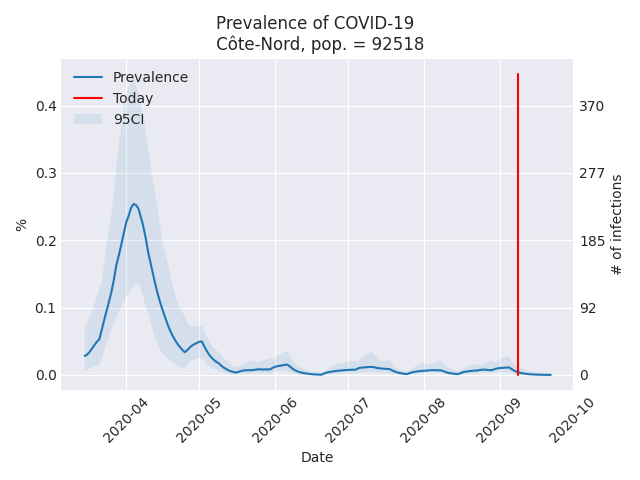 Prevalence of COVID-19
Côte-Nord, pop. = 92518
Prevalence
Today
95CI
0.4
0.3
0.2
0.1
0.0
%
370
277
185
92
0
# of infections
2020-04
2020-05
2020-06
2020-07
2020-08
2020-09
2020-10
Date